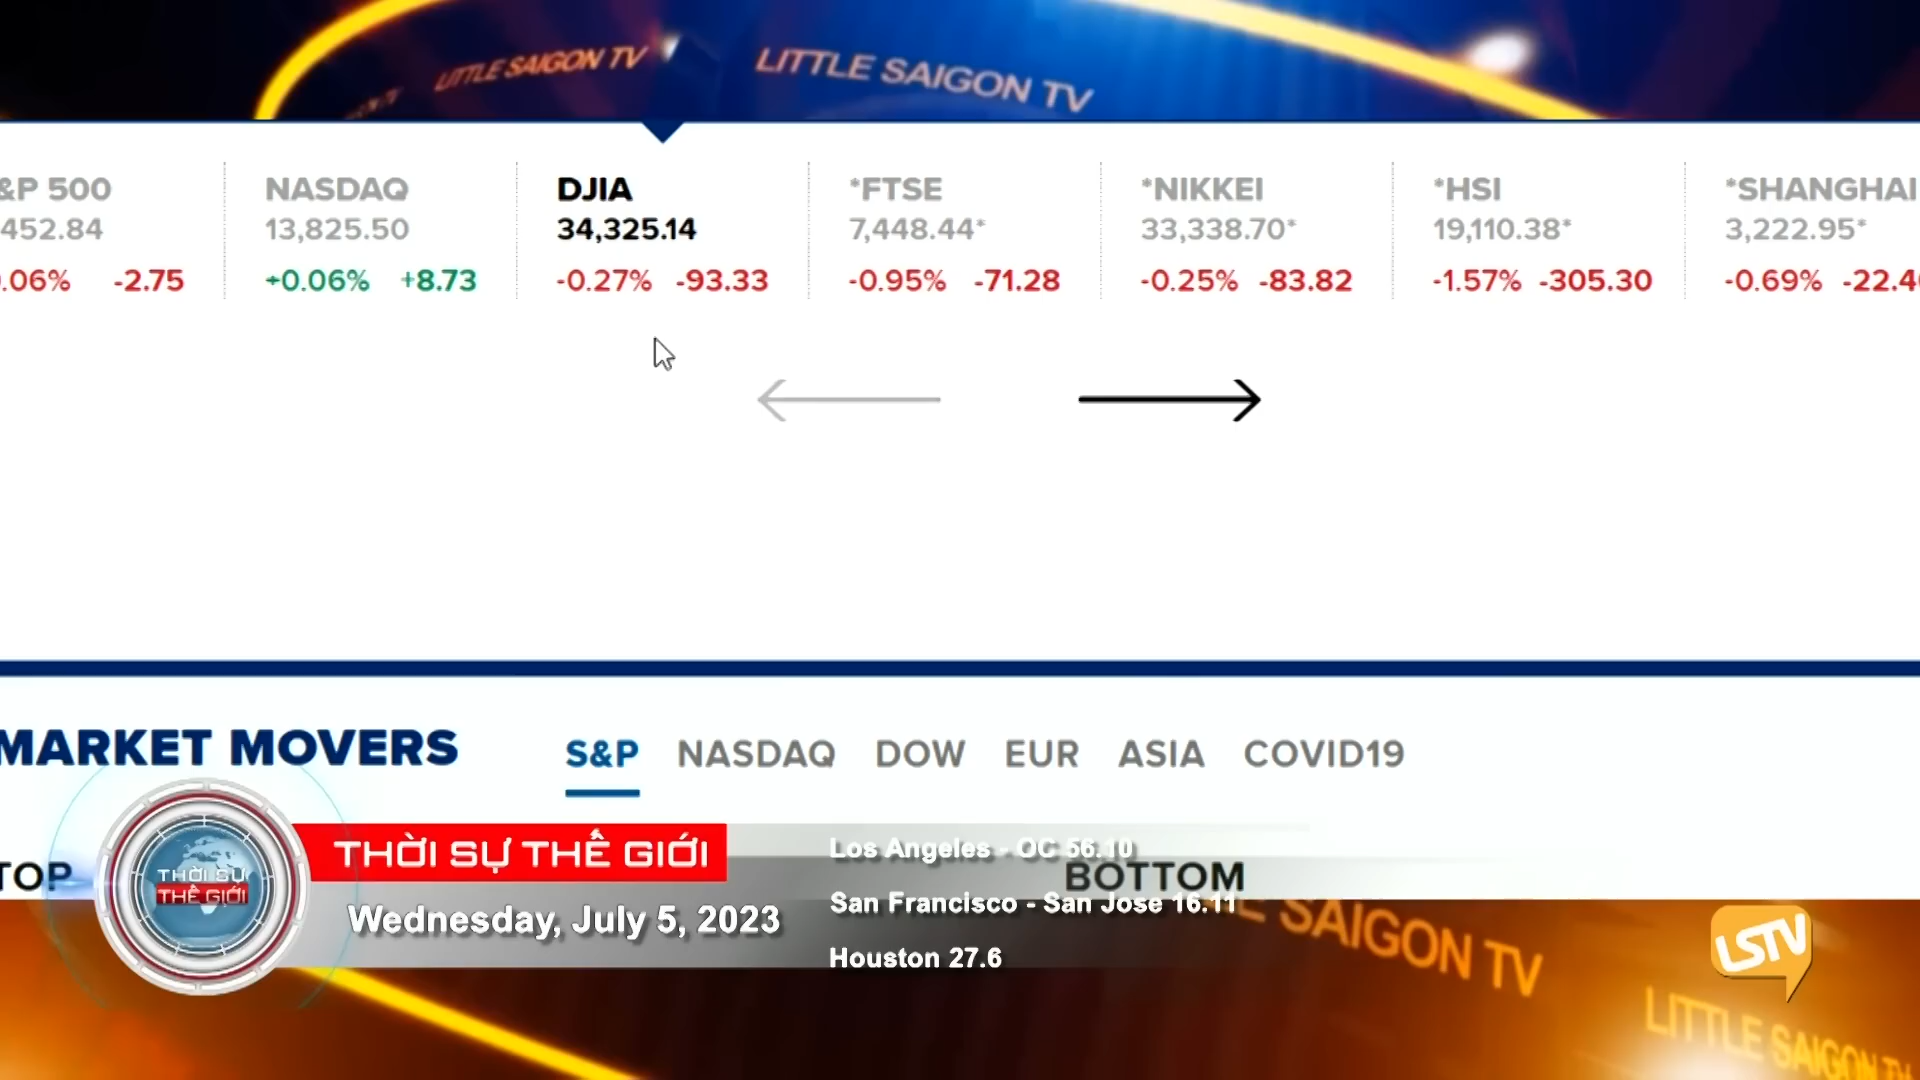 LITTLE SAIGON TV
LITTLE SAIGON TV
&P 500
452.84
.06% -2.75
NASDAQ
13,825.50
+0.06% +8.73
DJIA
34,325.14
-0.27% -93.33
*FTSE
7,448.44*
-0.95% -71.28
*NIKKEI
33,338.70*
-0.25% -83.82
*HSI
19,110.38*
-1.57% -305.30
*SHANGHAI
3,222.95*
-0.69% -22.4
MARKET MOVERS
S&P NASDAQ DOW EUR ASIA COVID19
TOP
BOTTOM
THỜI SỰ
THẾ GIỚI
THỜI SỰ THẾ GIỚI
Wednesday, July 5, 2023
Los Angeles - OC 56.10
San Francisco - San Jose 16.11
Houston 27.6
SAIGON TV
LSTV
LITTLE SAIGON TV